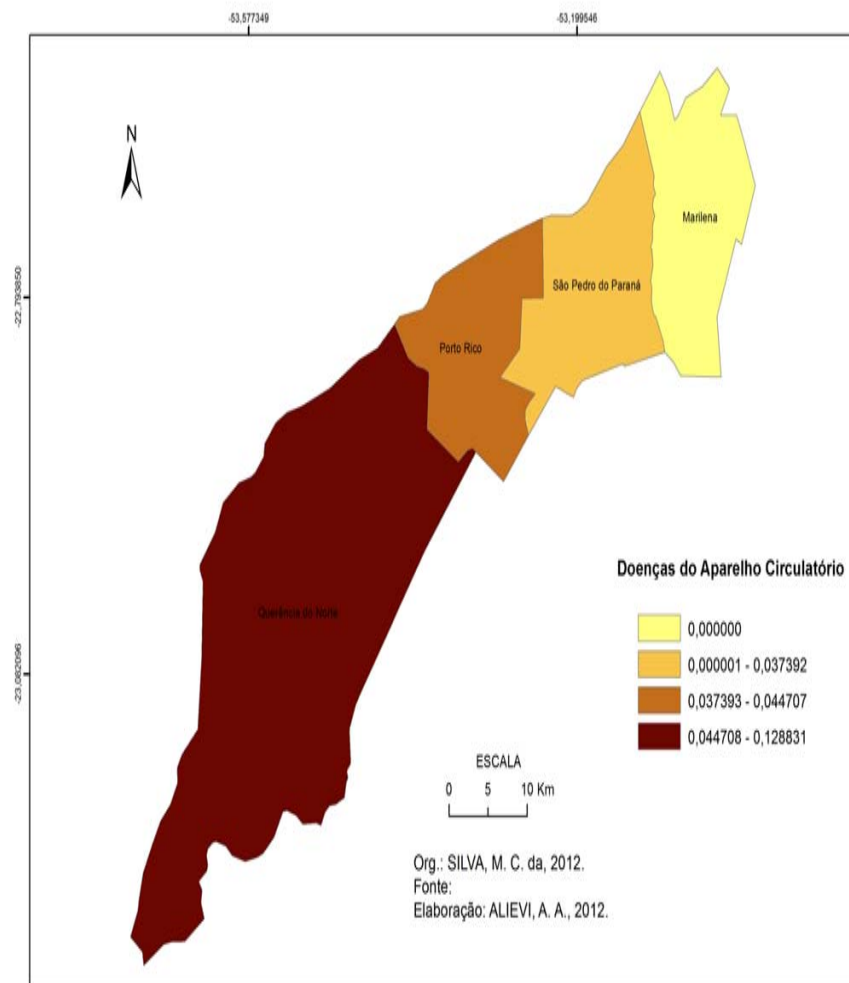 -53,577349
-53,199546
N
-22,793850
-23,082096
Marilena
São Pedro do Paraná
Porto Rico
Querência do Norte
Doenças do Aparelho Circulatório
0,000000
0,000001 - 0,037392
0,037393 - 0,044707
0,044708 - 0,128831
ESCALA
0 5 10 Km
Org.: SILVA, M. C. da, 2012.
Fonte:
Elaboração: ALIEVI, A. A., 2012.